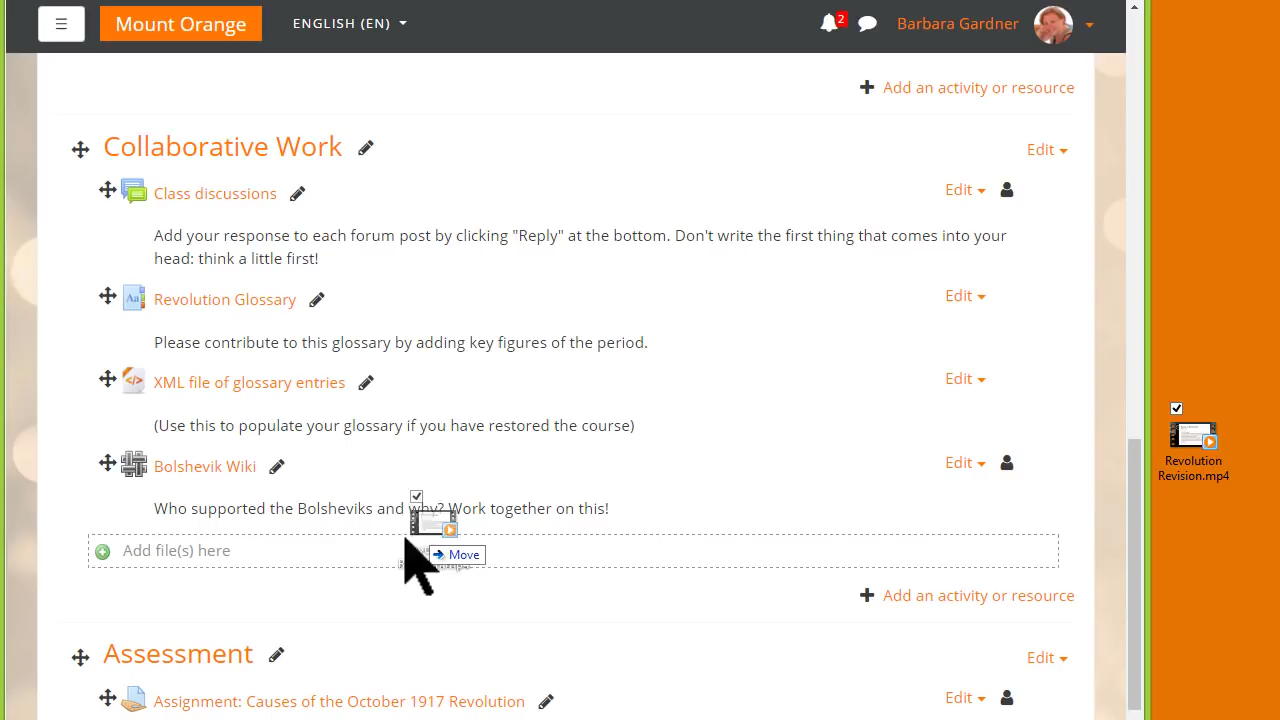 Mount Orange
ENGLISH (EN)
2
Barbara Gardner
Add an activity or resource
Collaborative Work
Edit
Class discussions
Edit
Add your response to each forum post by clicking "Reply" at the bottom. Don't write the first thing that comes into your
head: think a little first!
Revolution Glossary
Edit
Please contribute to this glossary by adding key figures of the period.
XML file of glossary entries
Edit
(Use this to populate your glossary if you have restored the course)
Bolshevik Wiki
Edit
Who supported the Bolsheviks and why? Work together on this!
Add file(s) here
Move
Add an activity or resource
Assessment
Edit
Assignment: Causes of the October 1917 Revolution
Edit
Revolution
Revision.mp4